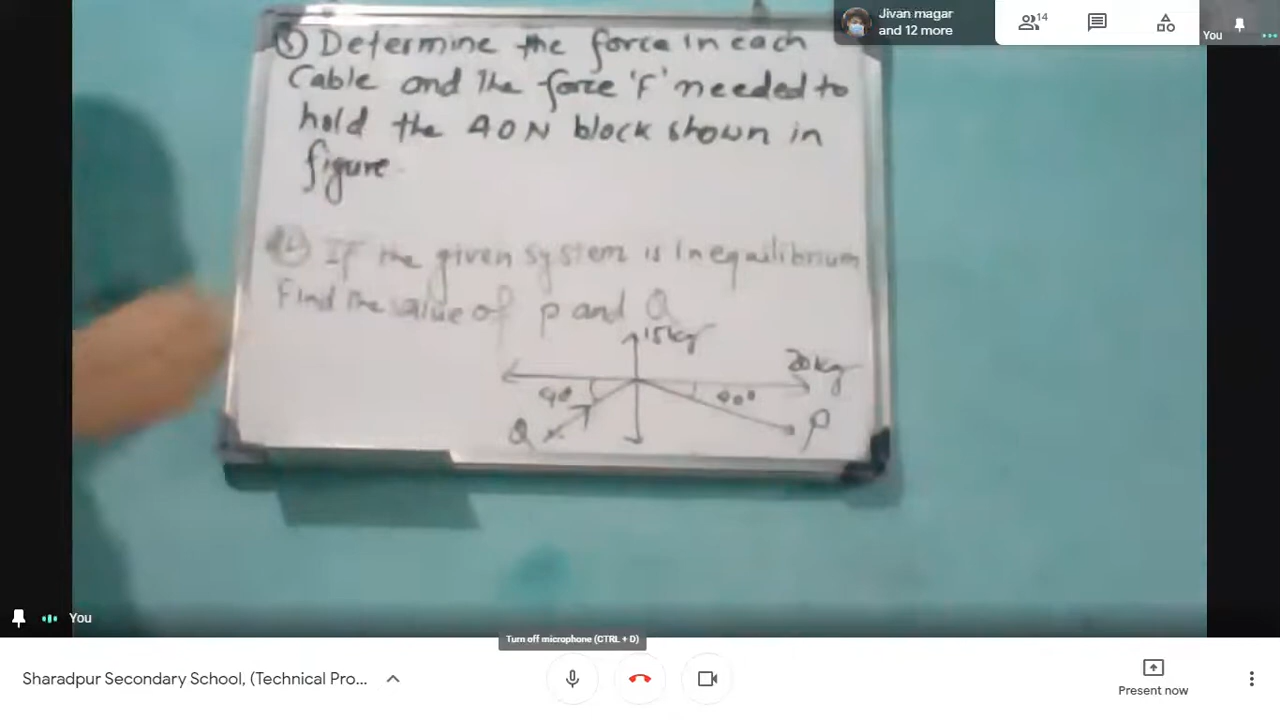 Jivan magar
and 12 more
14
You
③ Determine the force in each
Cable and The force 'F' needed to
hold the 40N block shown in
figure.
If the given system is in equilibrium
Find The value of p and Q
15kg
20kg
40°
Q
P
You
Turn off microphone (CTRL + D)
Sharadpur Secondary School, (Technical Pro...
Present now